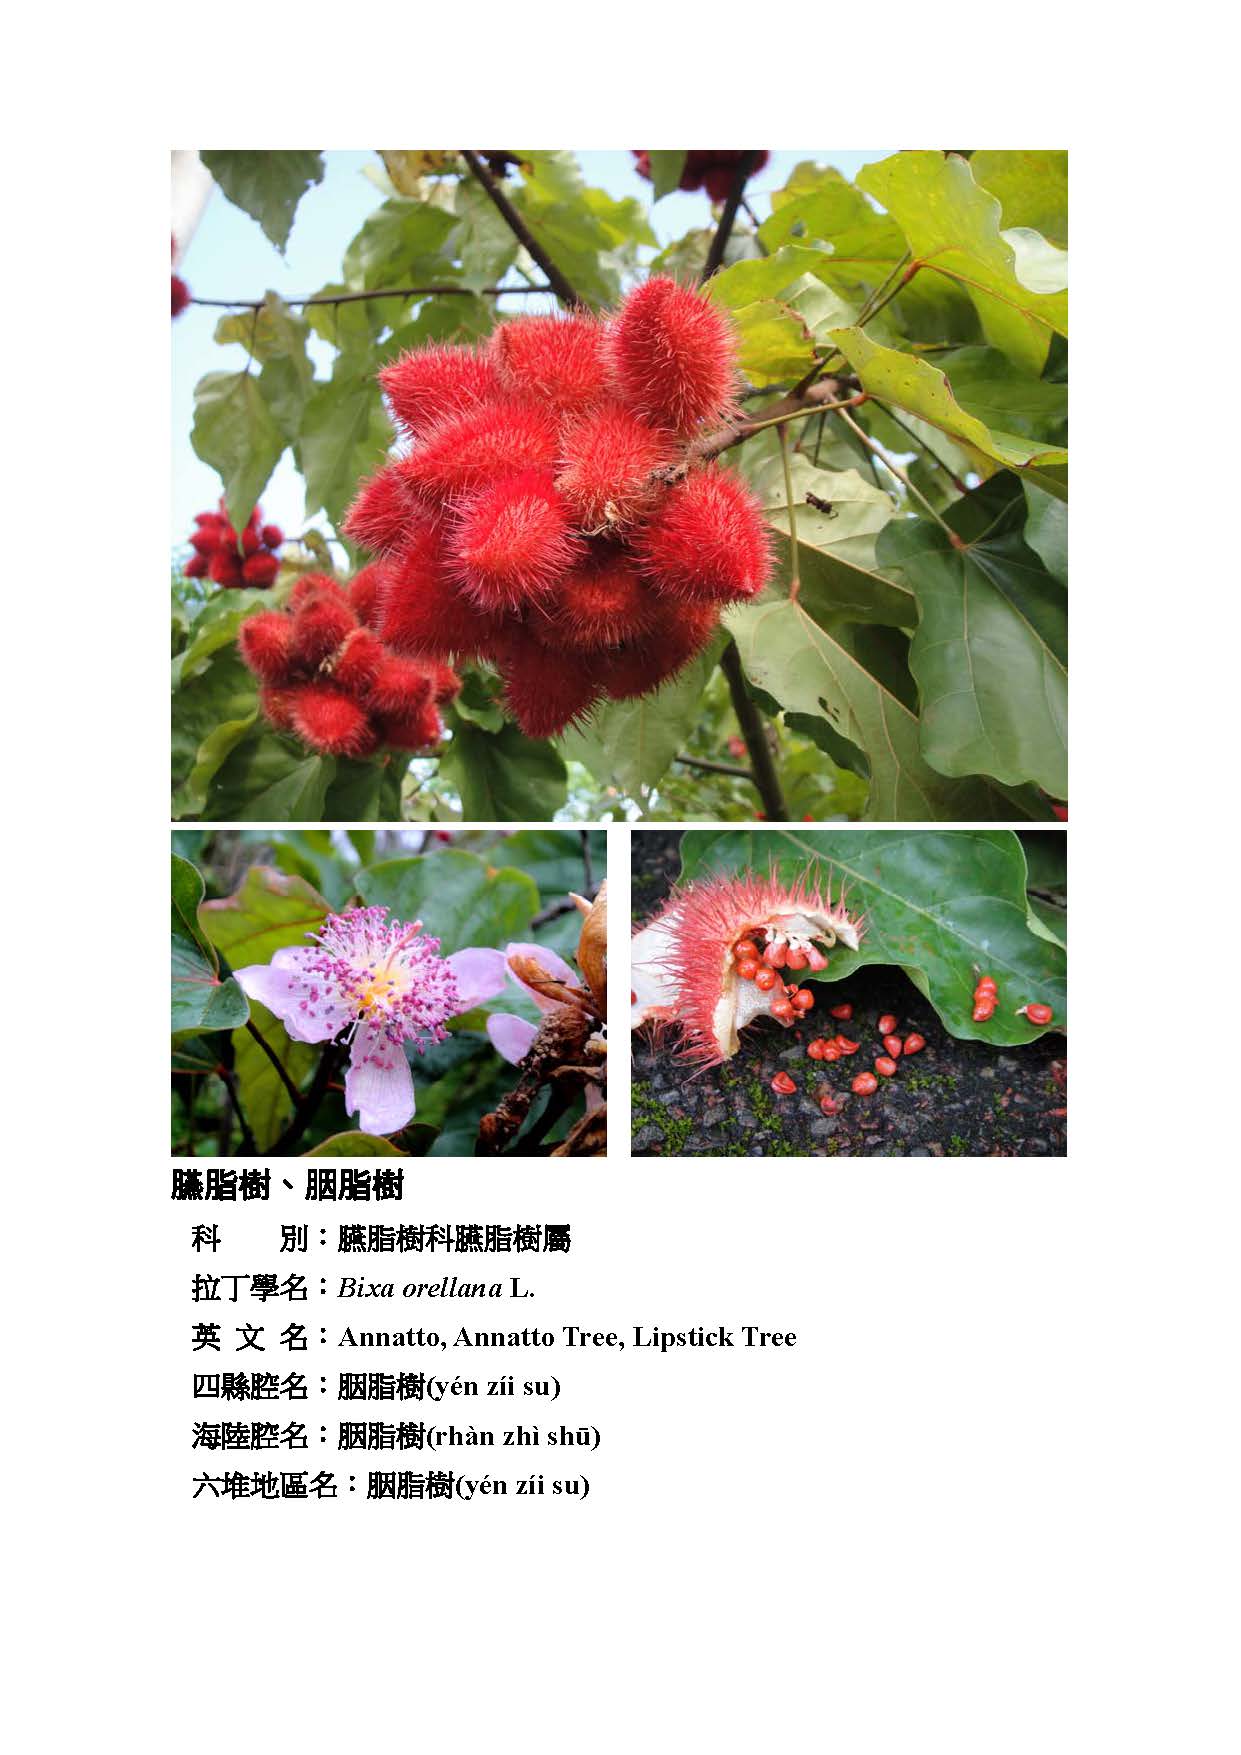 臙脂樹、胭脂樹
科　　別：臙脂樹科臙脂樹屬
拉丁學名：Bixa orellana L.
英 文 名：Annatto, Annatto Tree, Lipstick Tree
四縣腔名：胭脂樹(yén zíi su)
海陸腔名：胭脂樹(rhàn zhì shū)
六堆地區名：胭脂樹(yén zíi su)